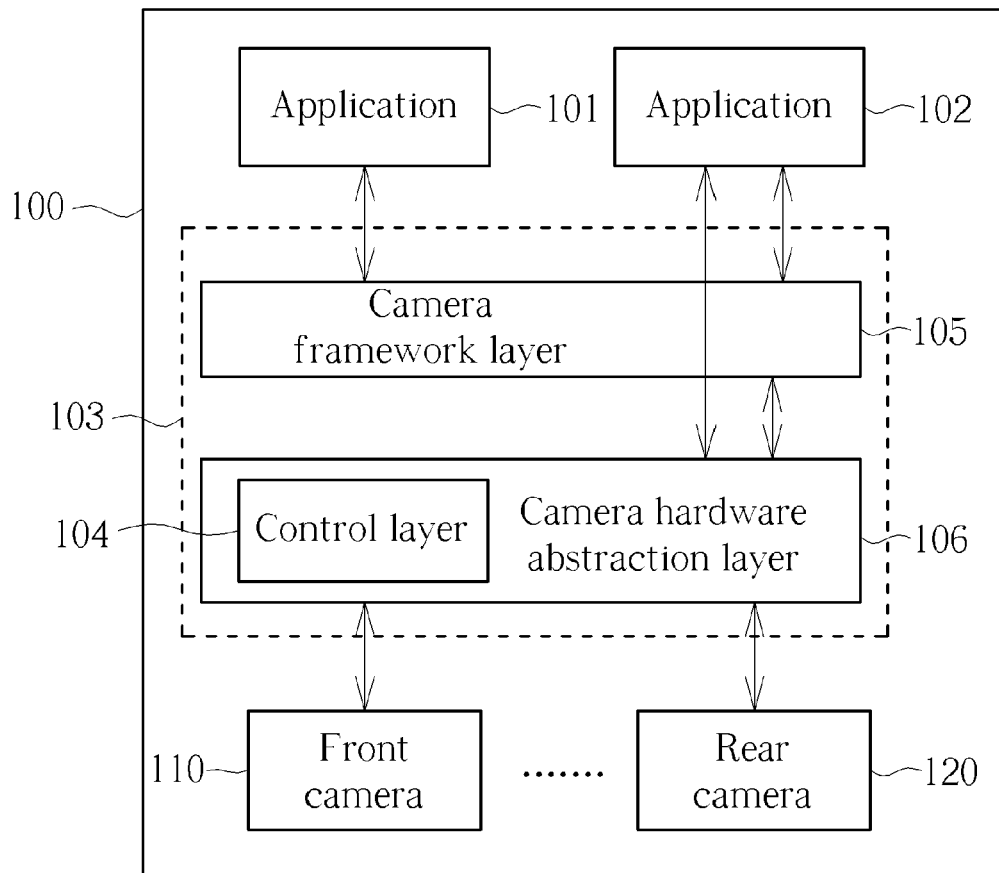 Application
101
Application
102
100
Camera
framework layer
105
103
104
Control layer
Camera hardware
abstraction layer
106
110
Front
camera
.......
Rear
camera
120